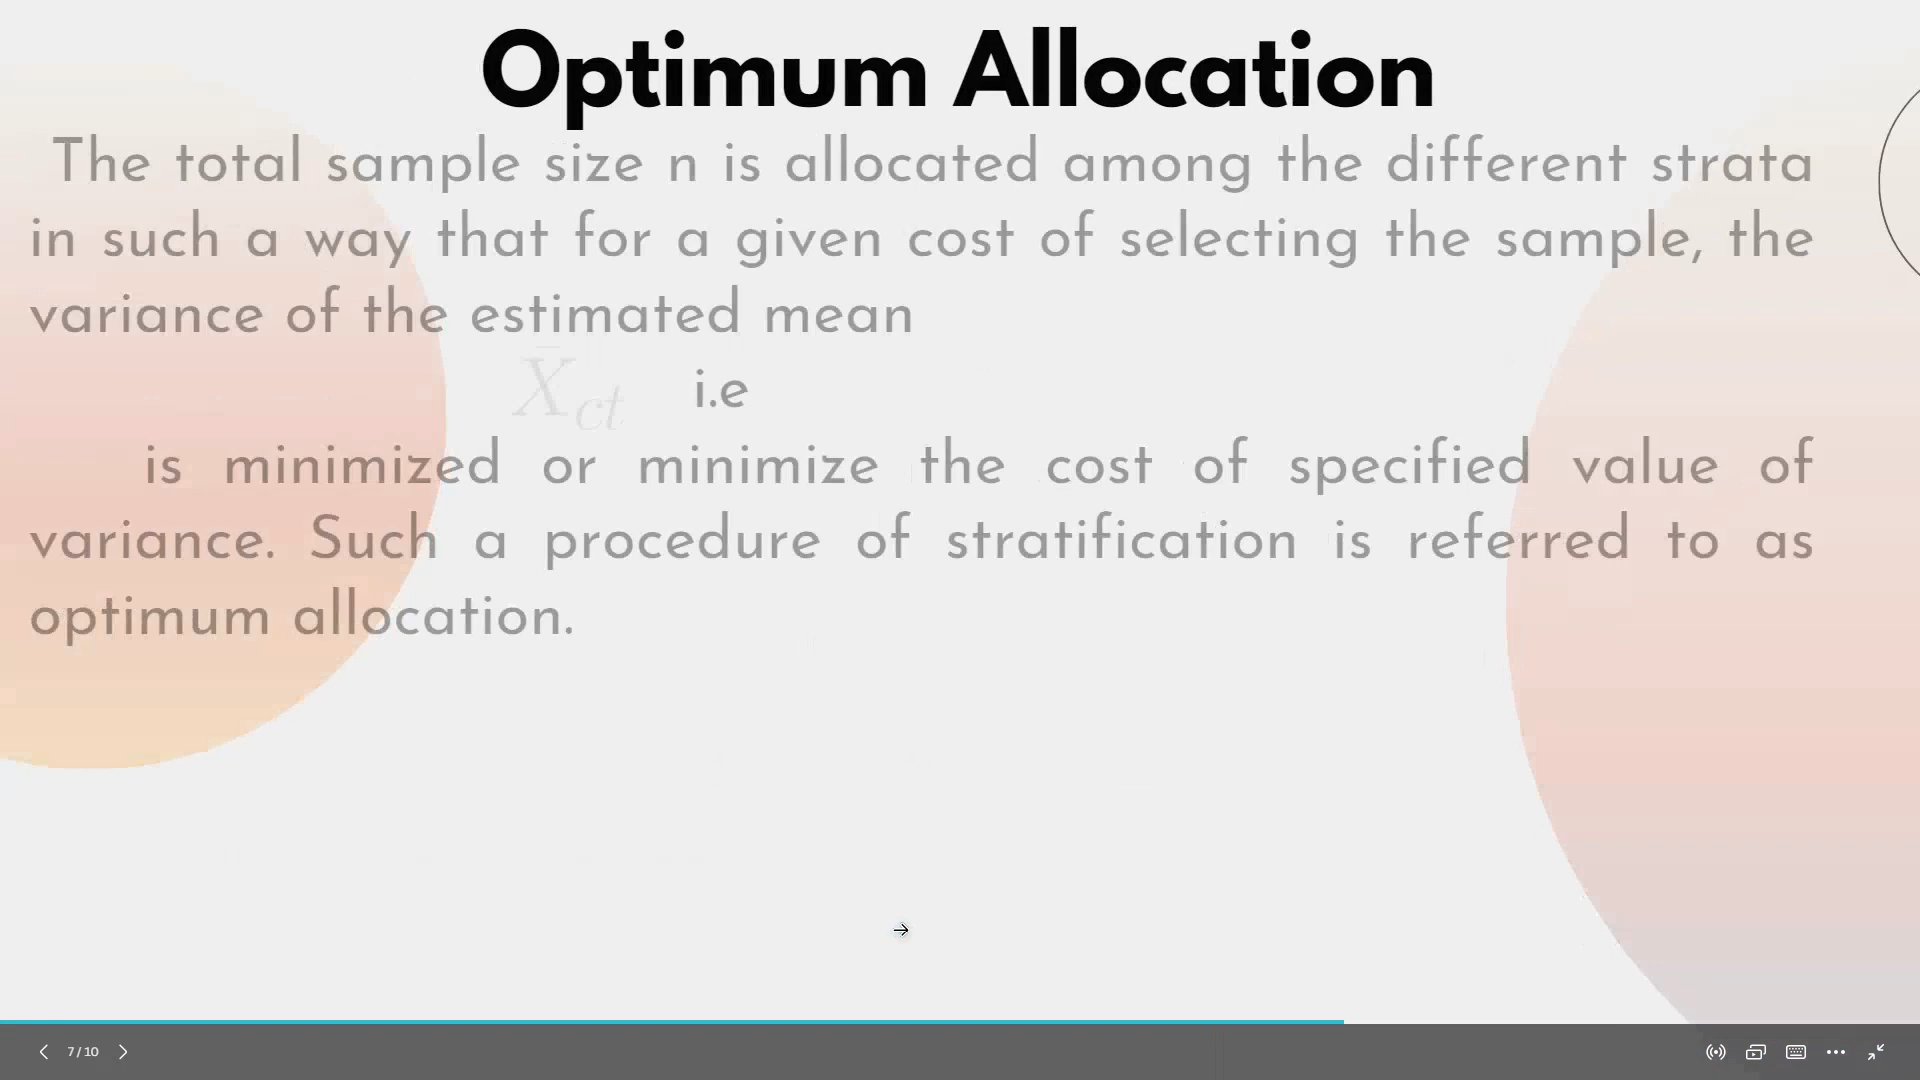 Optimum Allocation
The total sample size n is allocated among the different strata
in such a way that for a given cost of selecting the sample, the
variance of the estimated mean
X̄ct i.e
is minimized or minimize the cost of specified value of
variance. Such a procedure of stratification is referred to as
optimum allocation.
7 / 10